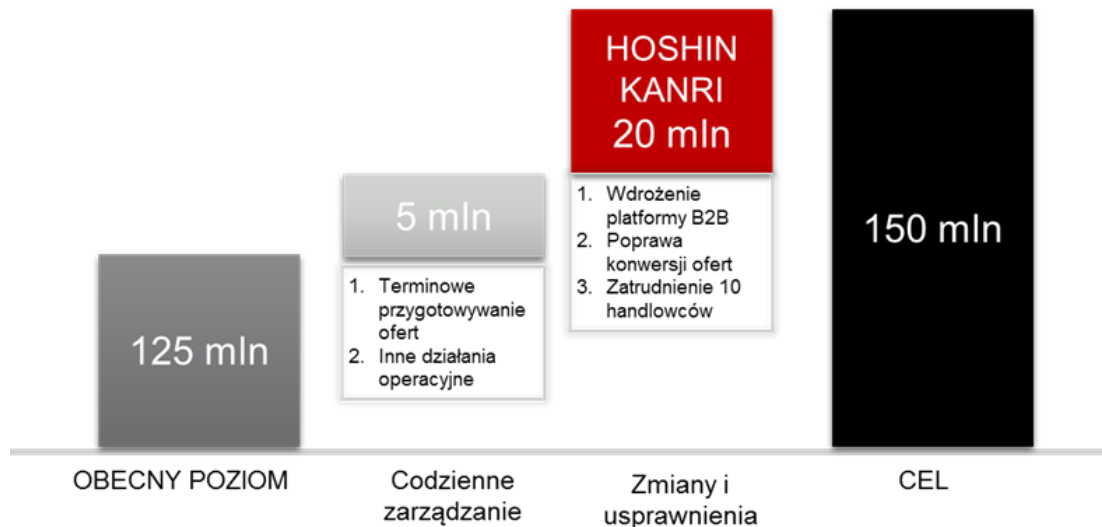 HOSHIN
KANRI
20 mln
5 mln
1. Wdrożenie
platformy B2B
2. Poprawa
konwersji ofert
3. Zatrudnienie 10
handlowców
150 mln
125 mln
1. Terminowe
przygotowywanie
ofert
2. Inne działania
operacyjne
OBECNY POZIOM
Codzienne
zarządzanie
Zmiany i
usprawnienia
CEL